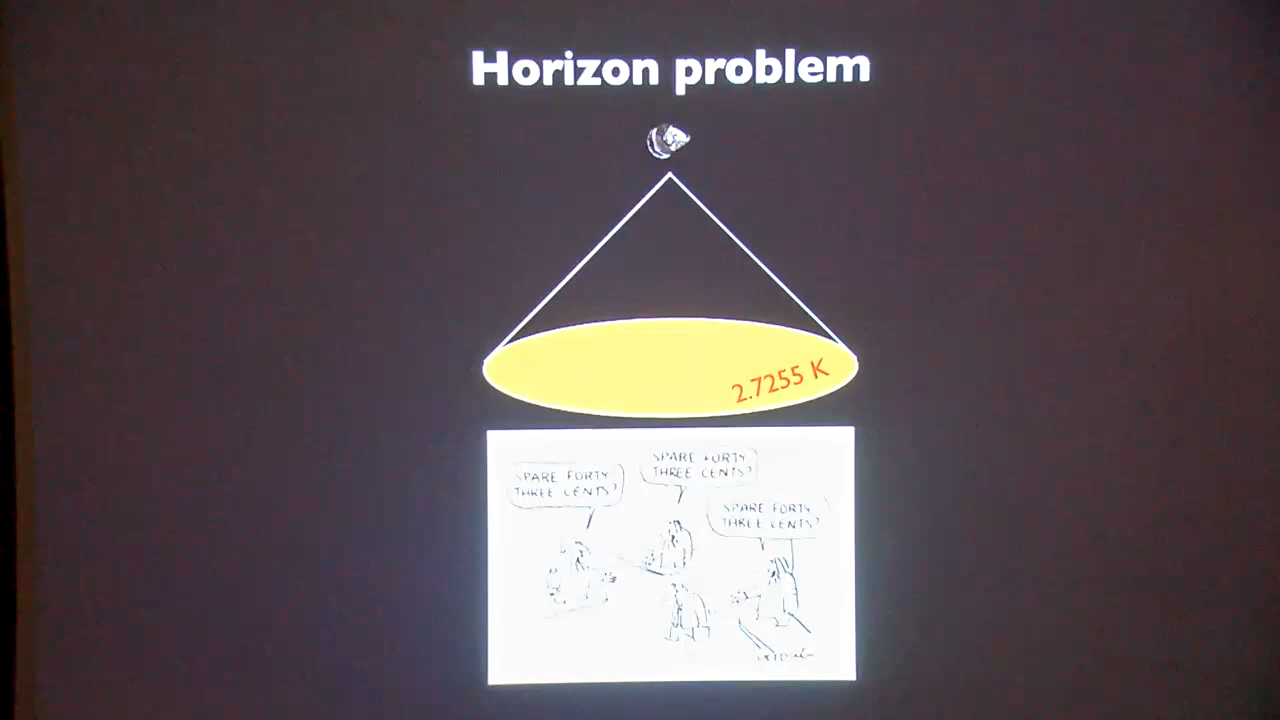 Horizon problem
2.7255 K
SPARE FORTY
THREE CENTS?
SPARE FORTY
THREE CENTS?
SPARE FORTY
THREE CENTS?